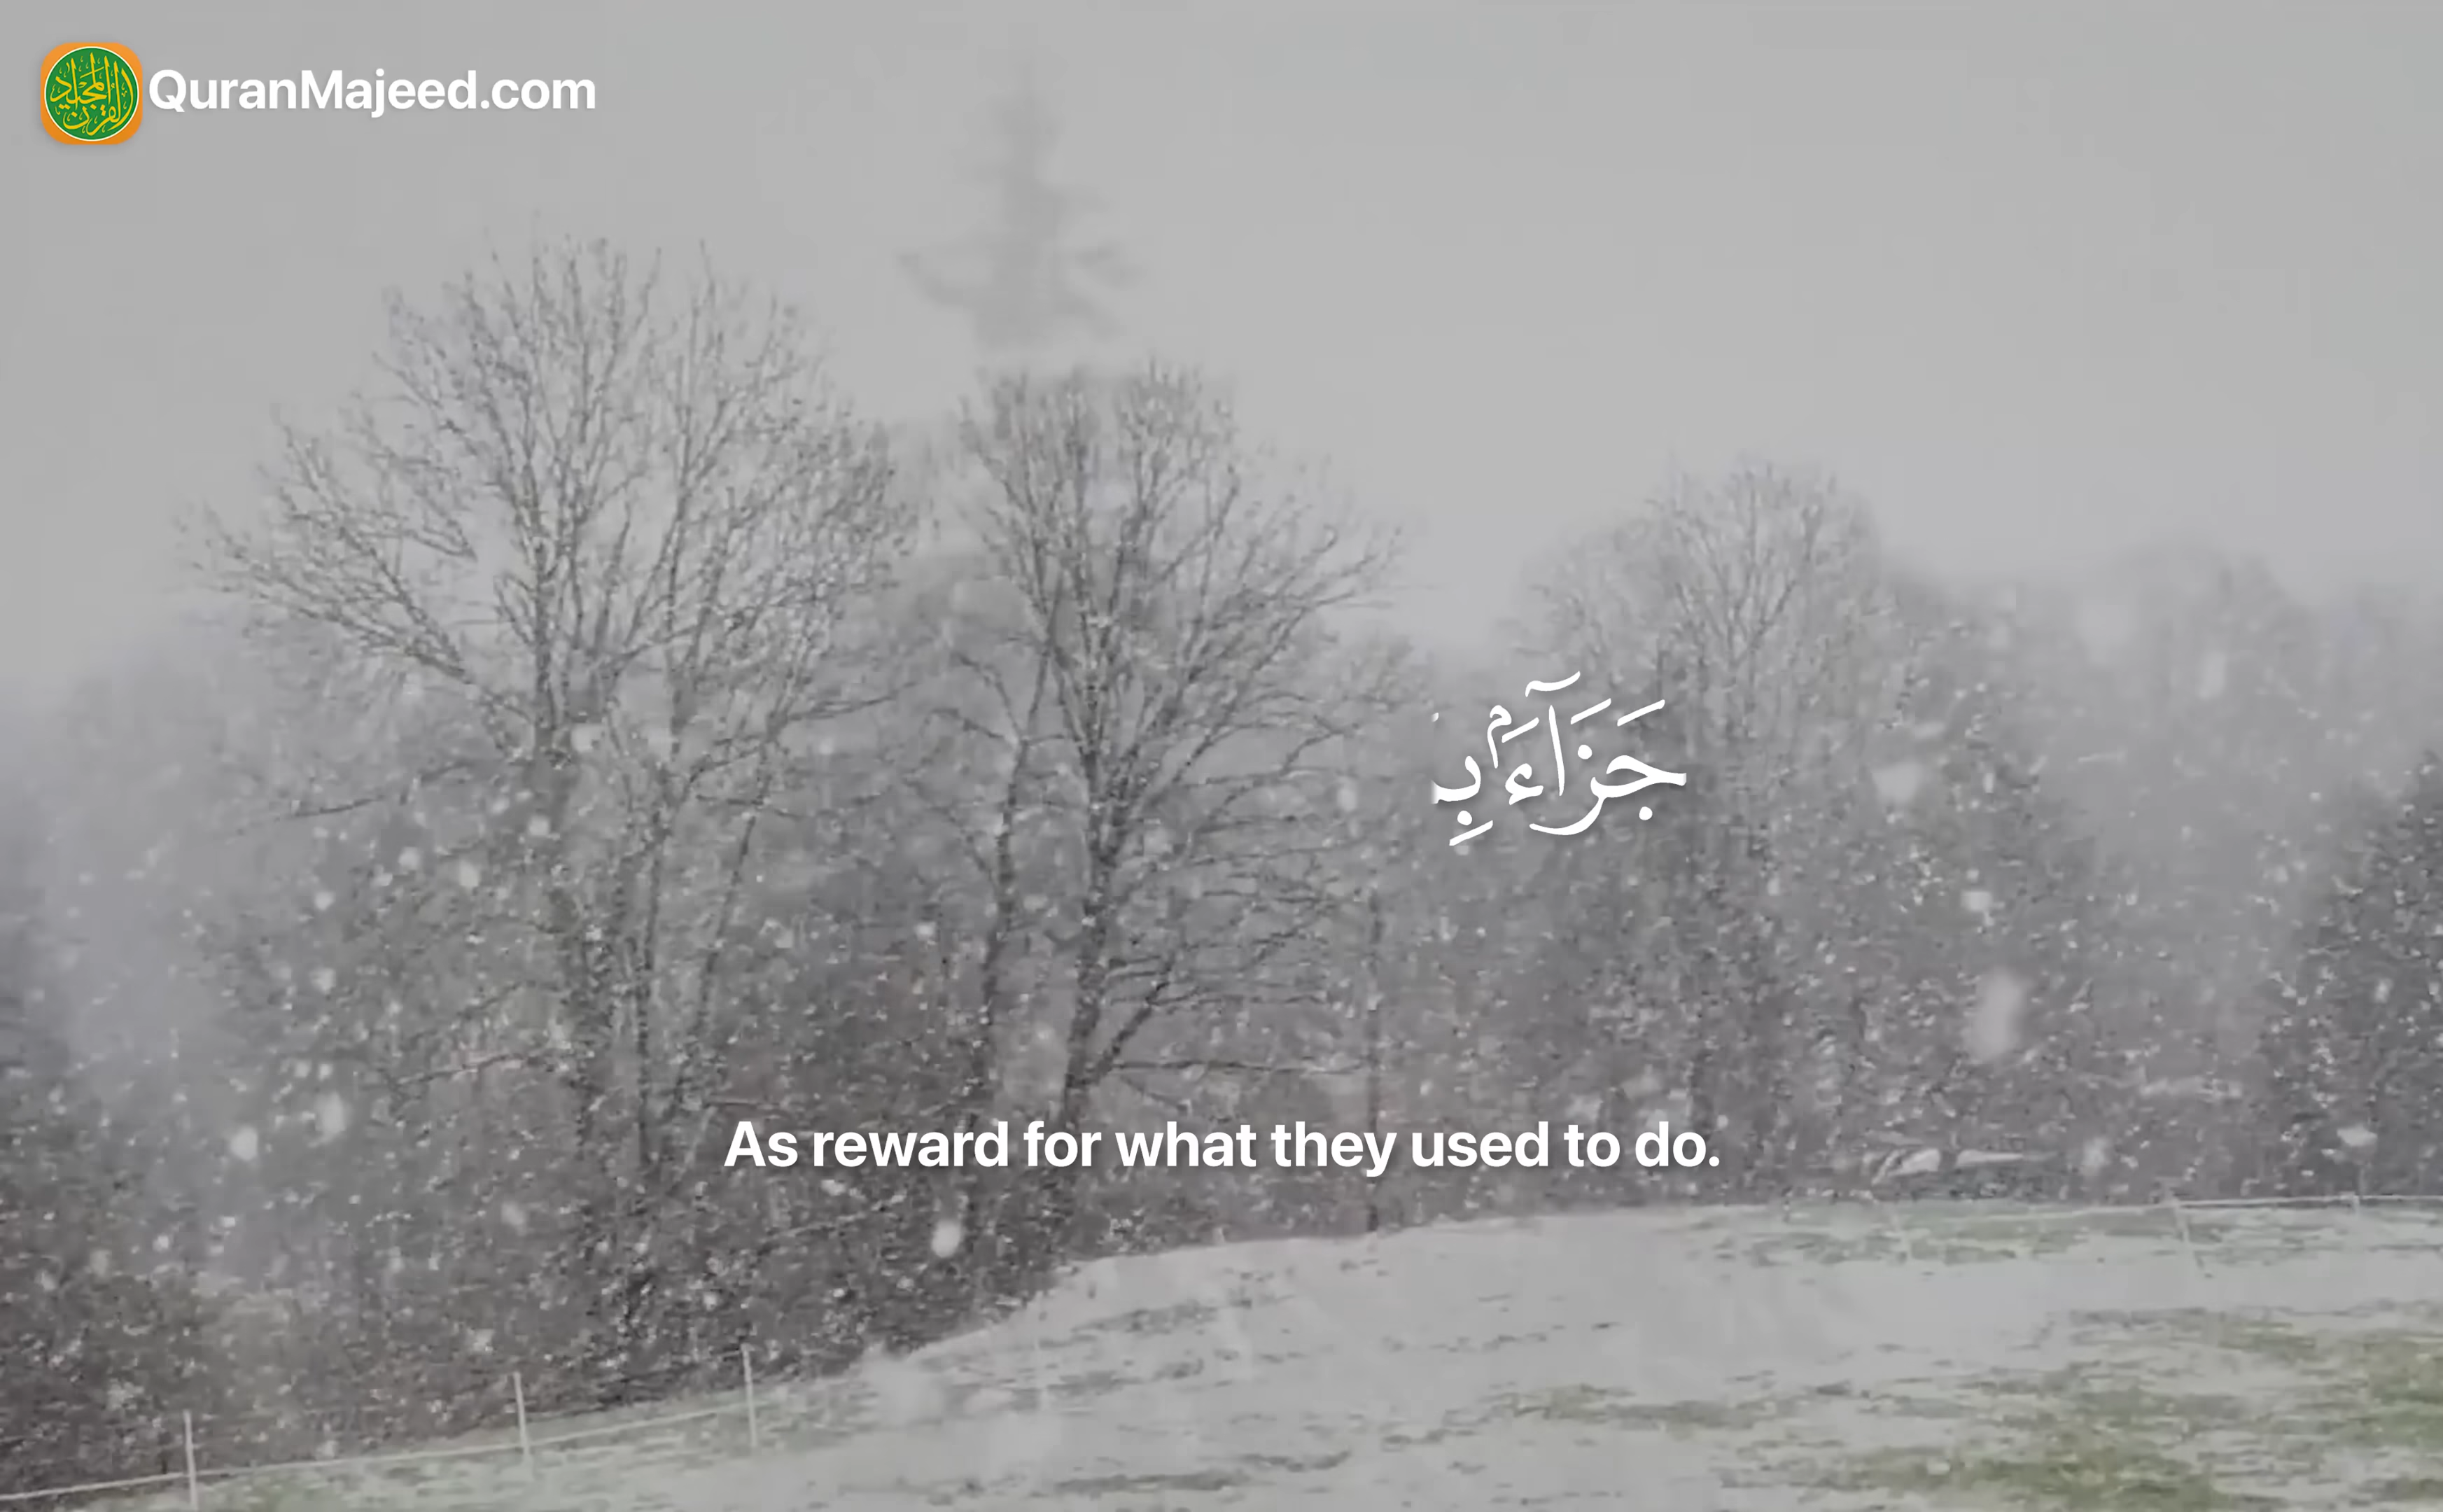 QuranMajeed.com
جَزَآءًۢ بِ
As reward for what they used to do.